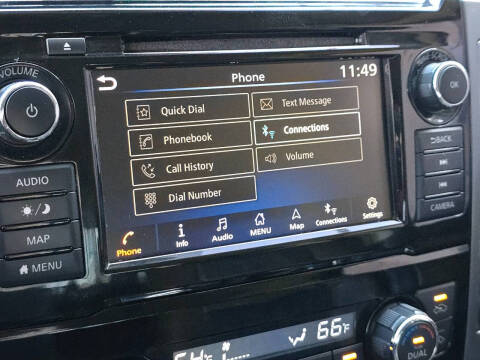 Phone
11:49
VOLUME
Quick Dial
Text Message
Phonebook
Connections
Call History
Volume
Dial Number
Phone
Info
Audio
MENU
Map
Connections
Settings
AUDIO
MAP
MENU
OK
BACK
CAMERA
66°F
DUAL